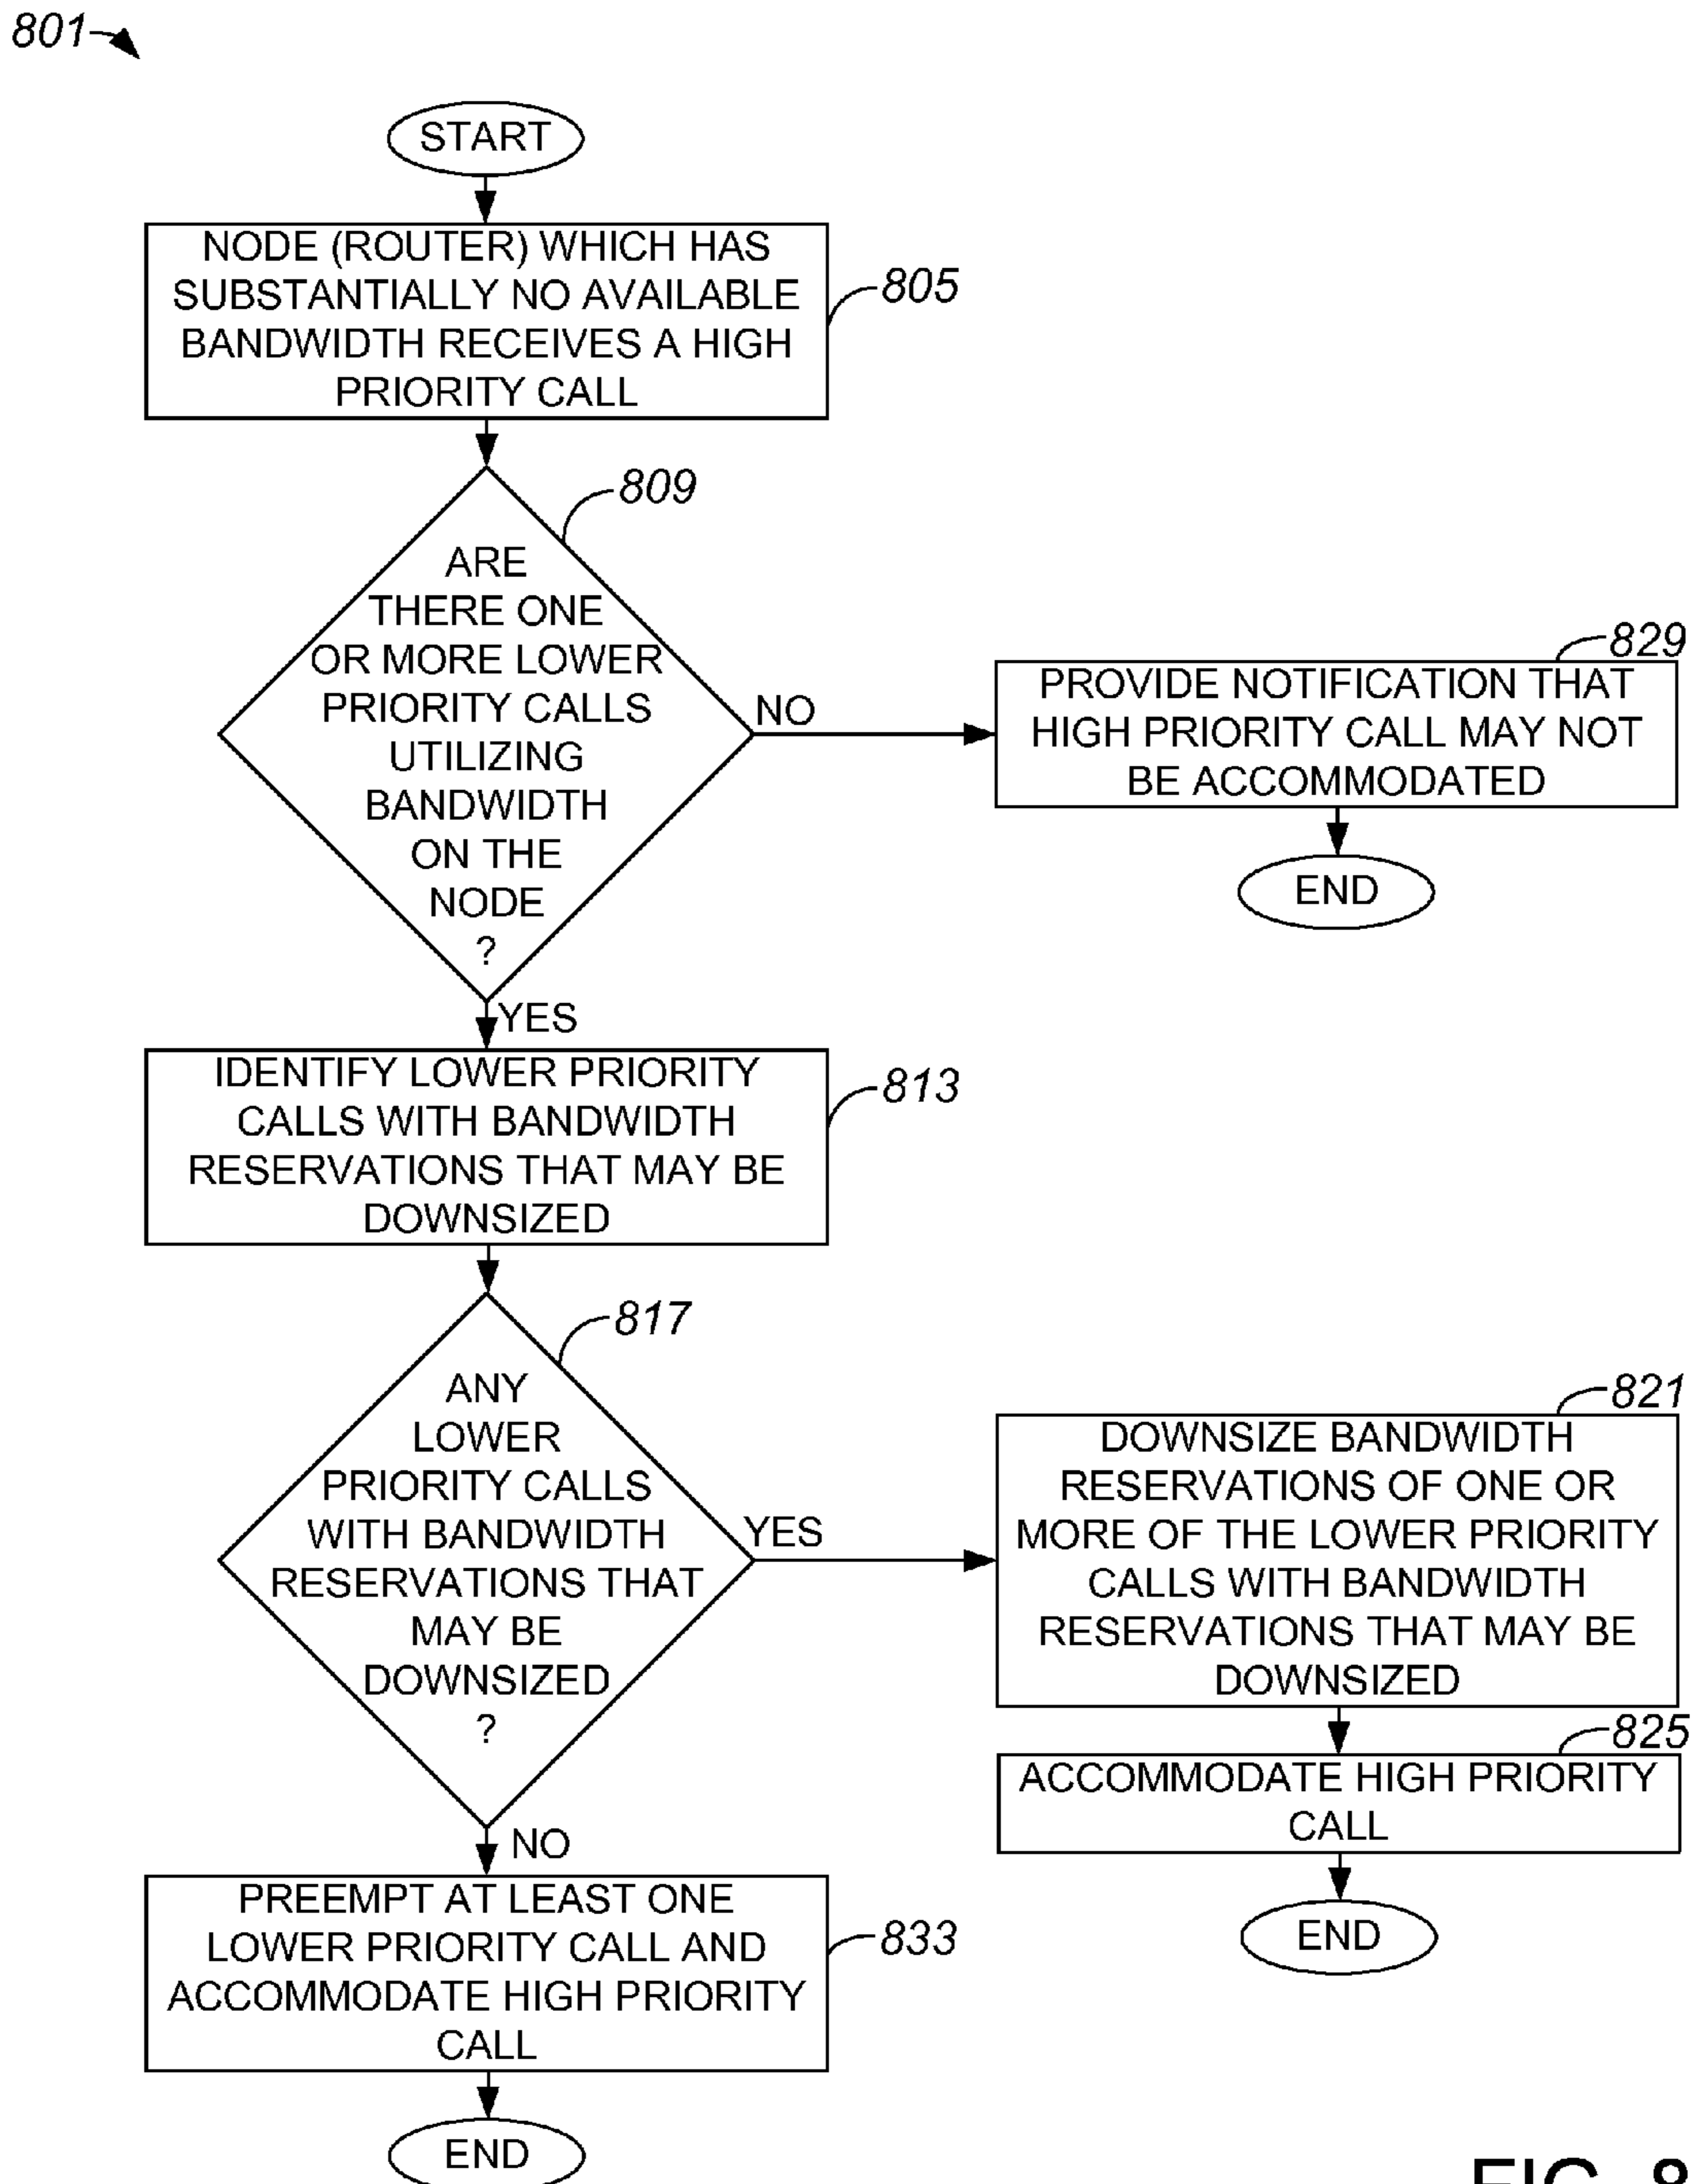 801
START
NODE (ROUTER) WHICH HAS
SUBSTANTIALLY NO AVAILABLE
BANDWIDTH RECEIVES A HIGH
PRIORITY CALL
805
809
ARE
THERE ONE
OR MORE LOWER
PRIORITY CALLS
UTILIZING
BANDWIDTH
ON THE
NODE
?
NO
829
PROVIDE NOTIFICATION THAT
HIGH PRIORITY CALL MAY NOT
BE ACCOMMODATED
END
YES
IDENTIFY LOWER PRIORITY
CALLS WITH BANDWIDTH
RESERVATIONS THAT MAY BE
DOWNSIZED
813
817
ANY
LOWER
PRIORITY CALLS
WITH BANDWIDTH
RESERVATIONS THAT
MAY BE
DOWNSIZED
?
YES
821
DOWNSIZE BANDWIDTH
RESERVATIONS OF ONE OR
MORE OF THE LOWER PRIORITY
CALLS WITH BANDWIDTH
RESERVATIONS THAT MAY BE
DOWNSIZED
825
ACCOMMODATE HIGH PRIORITY
CALL
END
NO
PREEMPT AT LEAST ONE
LOWER PRIORITY CALL AND
ACCOMMODATE HIGH PRIORITY
CALL
833
END
FIG. 8